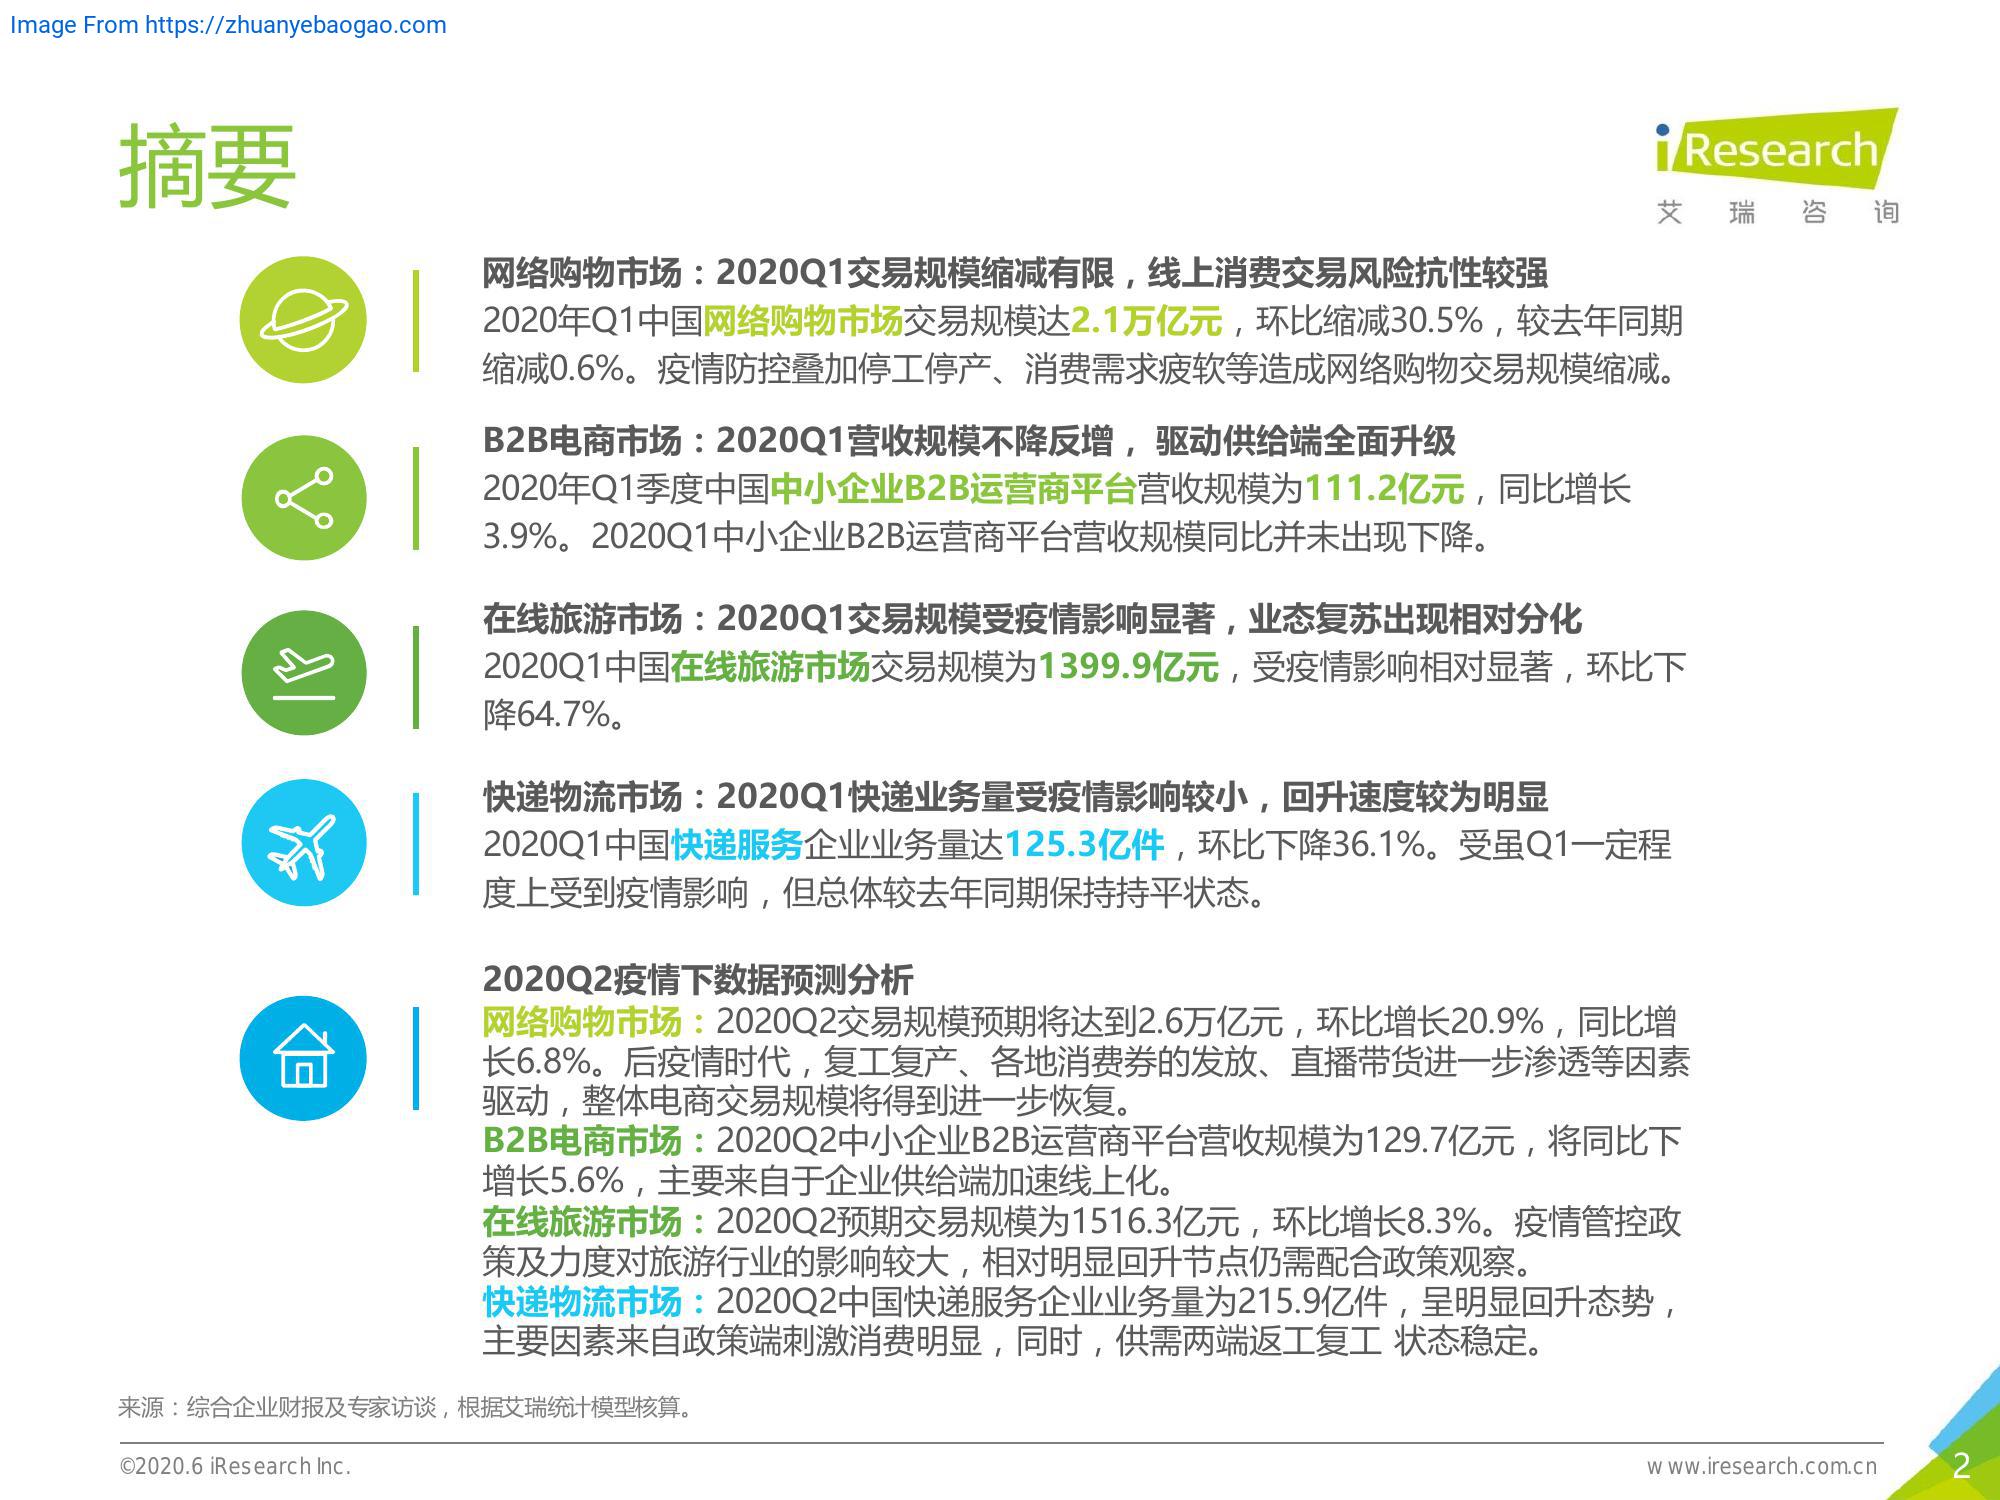 Image From https://zhuanyebaogao.com
摘要
iResearch
艾瑞咨询
网络购物市场：2020Q1交易规模缩减有限，线上消费交易风险抗性较强
2020年Q1中国网络购物市场交易规模达2.1万亿元，环比缩减30.5%，较去年同期
缩减0.6%。疫情防控叠加停工停产、消费需求疲软等造成网络购物交易规模缩减。
B2B电商市场：2020Q1营收规模不降反增， 驱动供给端全面升级
2020年Q1季度中国中小企业B2B运营商平台营收规模为111.2亿元，同比增长
3.9%。2020Q1中小企业B2B运营商平台营收规模同比并未出现下降。
在线旅游市场：2020Q1交易规模受疫情影响显著，业态复苏出现相对分化
2020Q1中国在线旅游市场交易规模为1399.9亿元，受疫情影响相对显著，环比下
降64.7%。
快递物流市场：2020Q1快递业务量受疫情影响较小，回升速度较为明显
2020Q1中国快递服务企业业务量达125.3亿件，环比下降36.1%。受虽Q1一定程
度上受到疫情影响，但总体较去年同期保持持平状态。
2020Q2疫情下数据预测分析
网络购物市场：2020Q2交易规模预期将达到2.6万亿元，环比增长20.9%，同比增
长6.8%。后疫情时代，复工复产、各地消费券的发放、直播带货进一步渗透等因素
驱动，整体电商交易规模将得到进一步恢复。
B2B电商市场：2020Q2中小企业B2B运营商平台营收规模为129.7亿元，将同比下
增长5.6%，主要来自于企业供给端加速线上化。
在线旅游市场：2020Q2预期交易规模为1516.3亿元，环比增长8.3%。疫情管控政
策及力度对旅游行业的影响较大，相对明显回升节点仍需配合政策观察。
快递物流市场：2020Q2中国快递服务企业业务量为215.9亿件，呈明显回升态势，
主要因素来自政策端刺激消费明显，同时，供需两端返工复工 状态稳定。
来源：综合企业财报及专家访谈，根据艾瑞统计模型核算。
©2020.6 iResearch Inc.
www.iresearch.com.cn
2